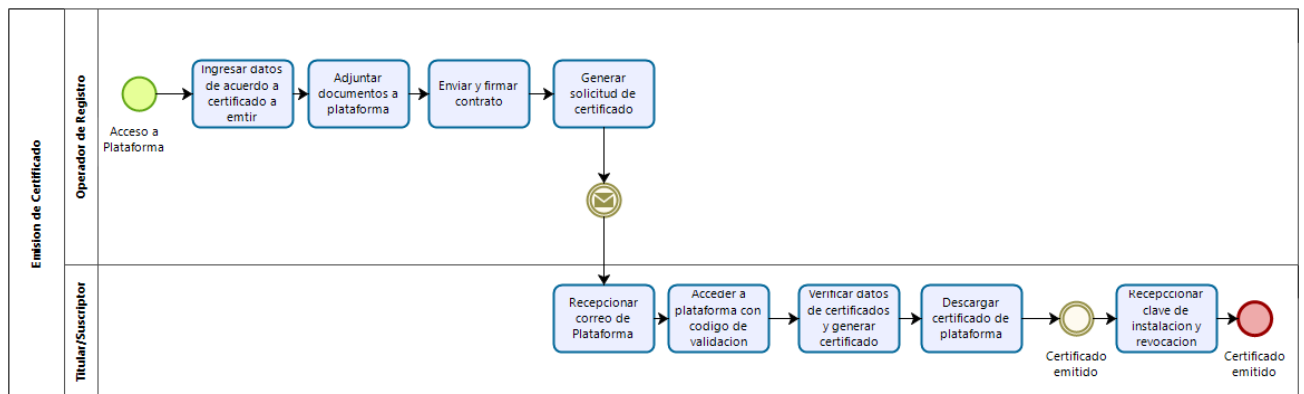 Emision de Certificado
Operador de Registro
Acceso a
Plataforma
Ingresar datos
de acuerdo a
certificado a
emtir
Adjuntar
documentos a
plataforma
Enviar y firmar
contrato
Generar
solicitud de
certificado
Titular/Suscriptor
Recepcionar
correo de
Plataforma
Acceder a
plataforma con
codigo de
validacion
Verificar datos
de certificados
y generar
certificado
Descargar
certificado de
plataforma
Certificado
emitido
Recepccionar
clave de
instalacion y
revocacion
Certificado
emitido